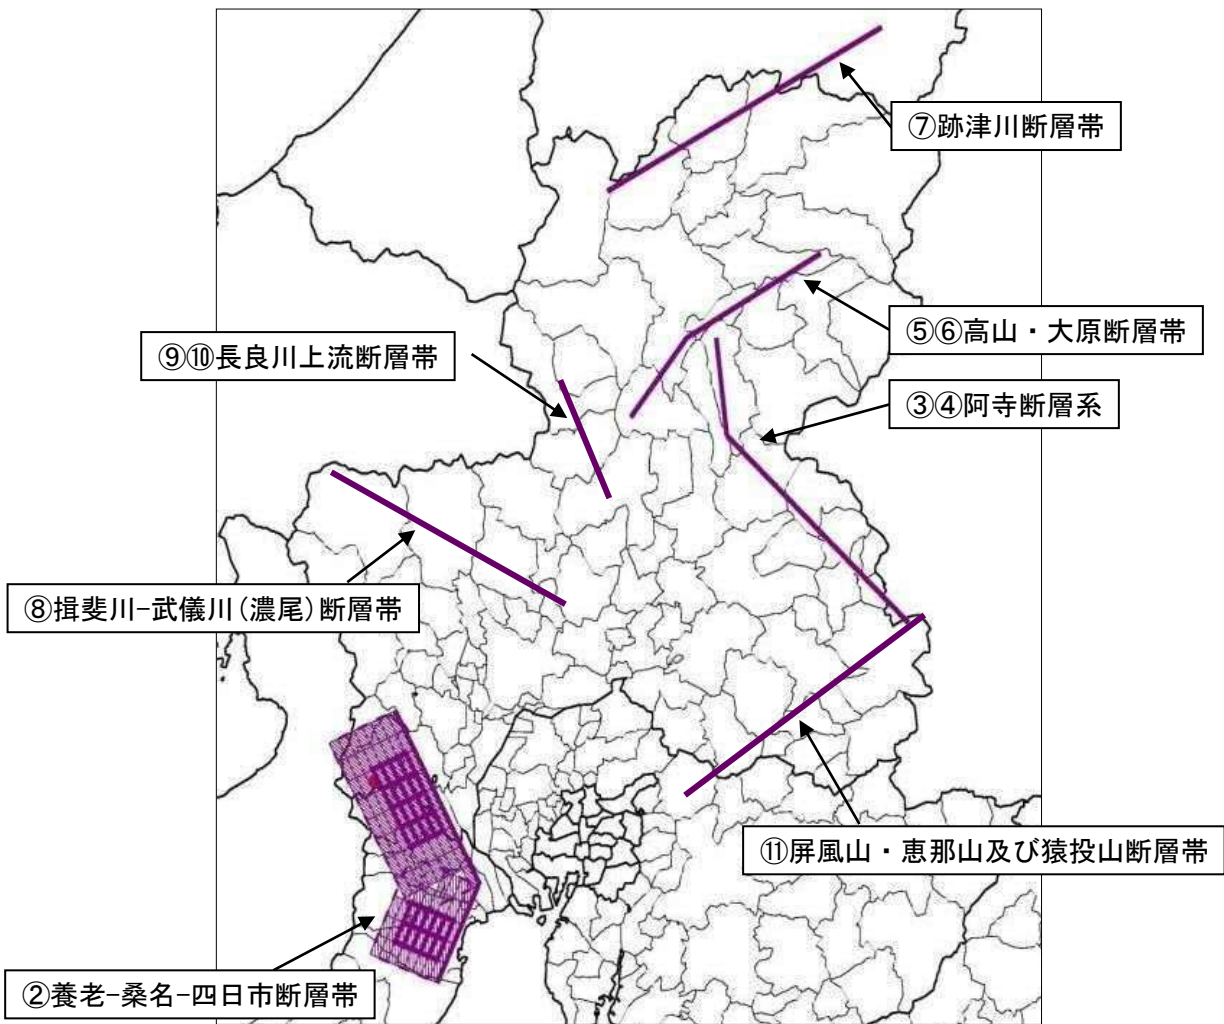 ⑦跡津川断層帯
⑤⑥高山・大原断層帯
⑨⑩長良川上流断層帯
③④阿寺断層系
⑧揖斐川-武儀川(濃尾)断層帯
⑪屏風山・恵那山及び猿投山断層帯
②養老-桑名-四日市断層帯